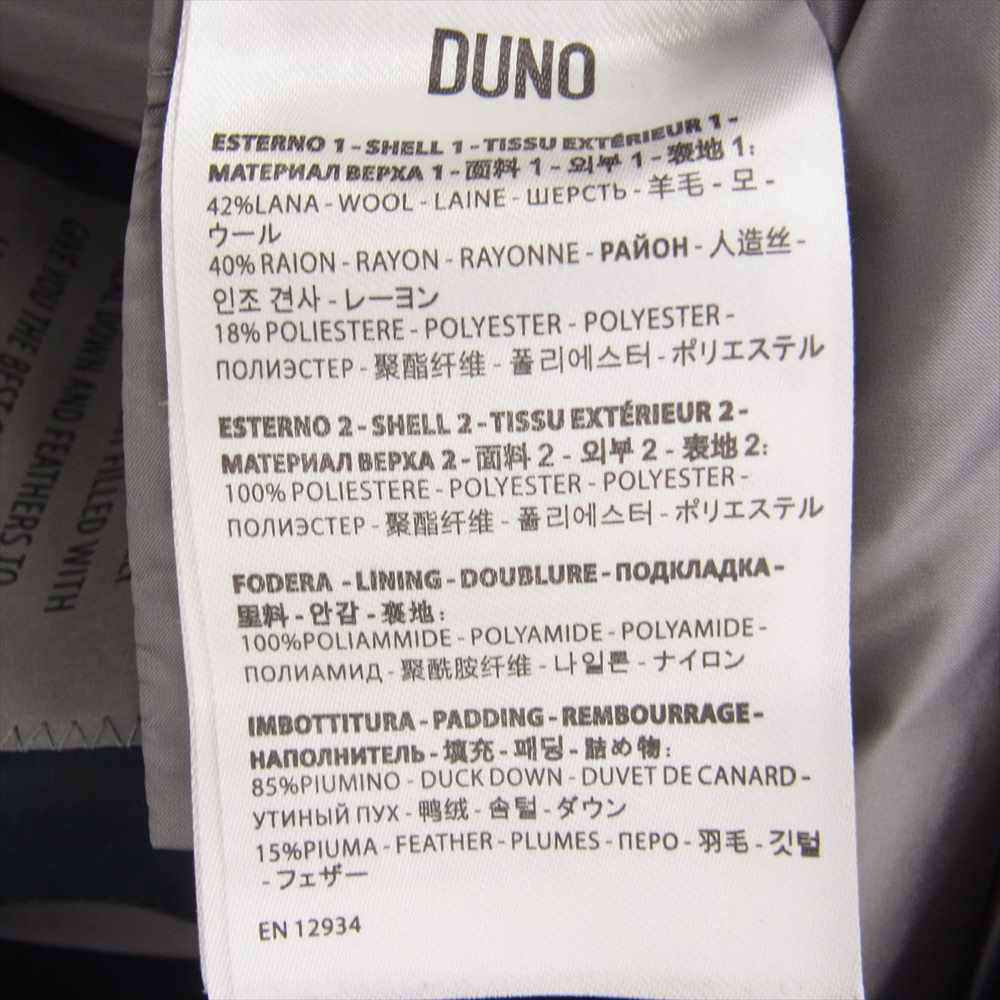 DUNO
ESTERNO 1 - SHELL 1 - TISSU EXTÉRIEUR 1 -
МАТЕРИАЛ ВЕРХА 1 - 面料 1 - 외부 1 - 表地 1:
42%LANA - WOOL - LAINE - ШЕРСТЬ - 羊毛 - 모 -
ウール
40% RAION - RAYON - RAYONNE - РАЙОН - 人造丝 -
인조 견사 - レーヨン
18% POLIESTERE - POLYESTER - POLYESTER -
ПОЛИЭСТЕР - 聚酯纤维 - 폴리에스터 - ポリエステル
ESTERNO 2 - SHELL 2 - TISSU EXTÉRIEUR 2 -
МАТЕРИАЛ ВЕРХА 2 - 面料 2 - 외부 2 - 表地 2:
100% POLIESTERE - POLYESTER - POLYESTER -
ПОЛИЭСТЕР - 聚酯纤维 - 폴리에스터 - ポリエステル
FODERA - LINING - DOUBLURE - ПОДКЛАДКА -
里料 - 안감 - 裏地:
100%POLIAMMIDE - POLYAMIDE - POLYAMIDE -
ПОЛИАМИД - 聚酰胺纤维 - 나일론 - ナイロン
IMBOTTITURA - PADDING - REMBOURRAGE -
НАПОЛНИТЕЛЬ - 填充 - 패딩 - 詰め物:
85%PIUMINO - DUCK DOWN - DUVET DE CANARD -
УТИНЫЙ ПУХ - 鸭绒 - 솜털 - ダウン
15%PIUMA - FEATHER - PLUMES - ПЕРО - 羽毛 - 깃털
- フェザー
EN 12934
GIVE YOU THE BEST
DOWN AND FEATHERS TO
FILLED WITH